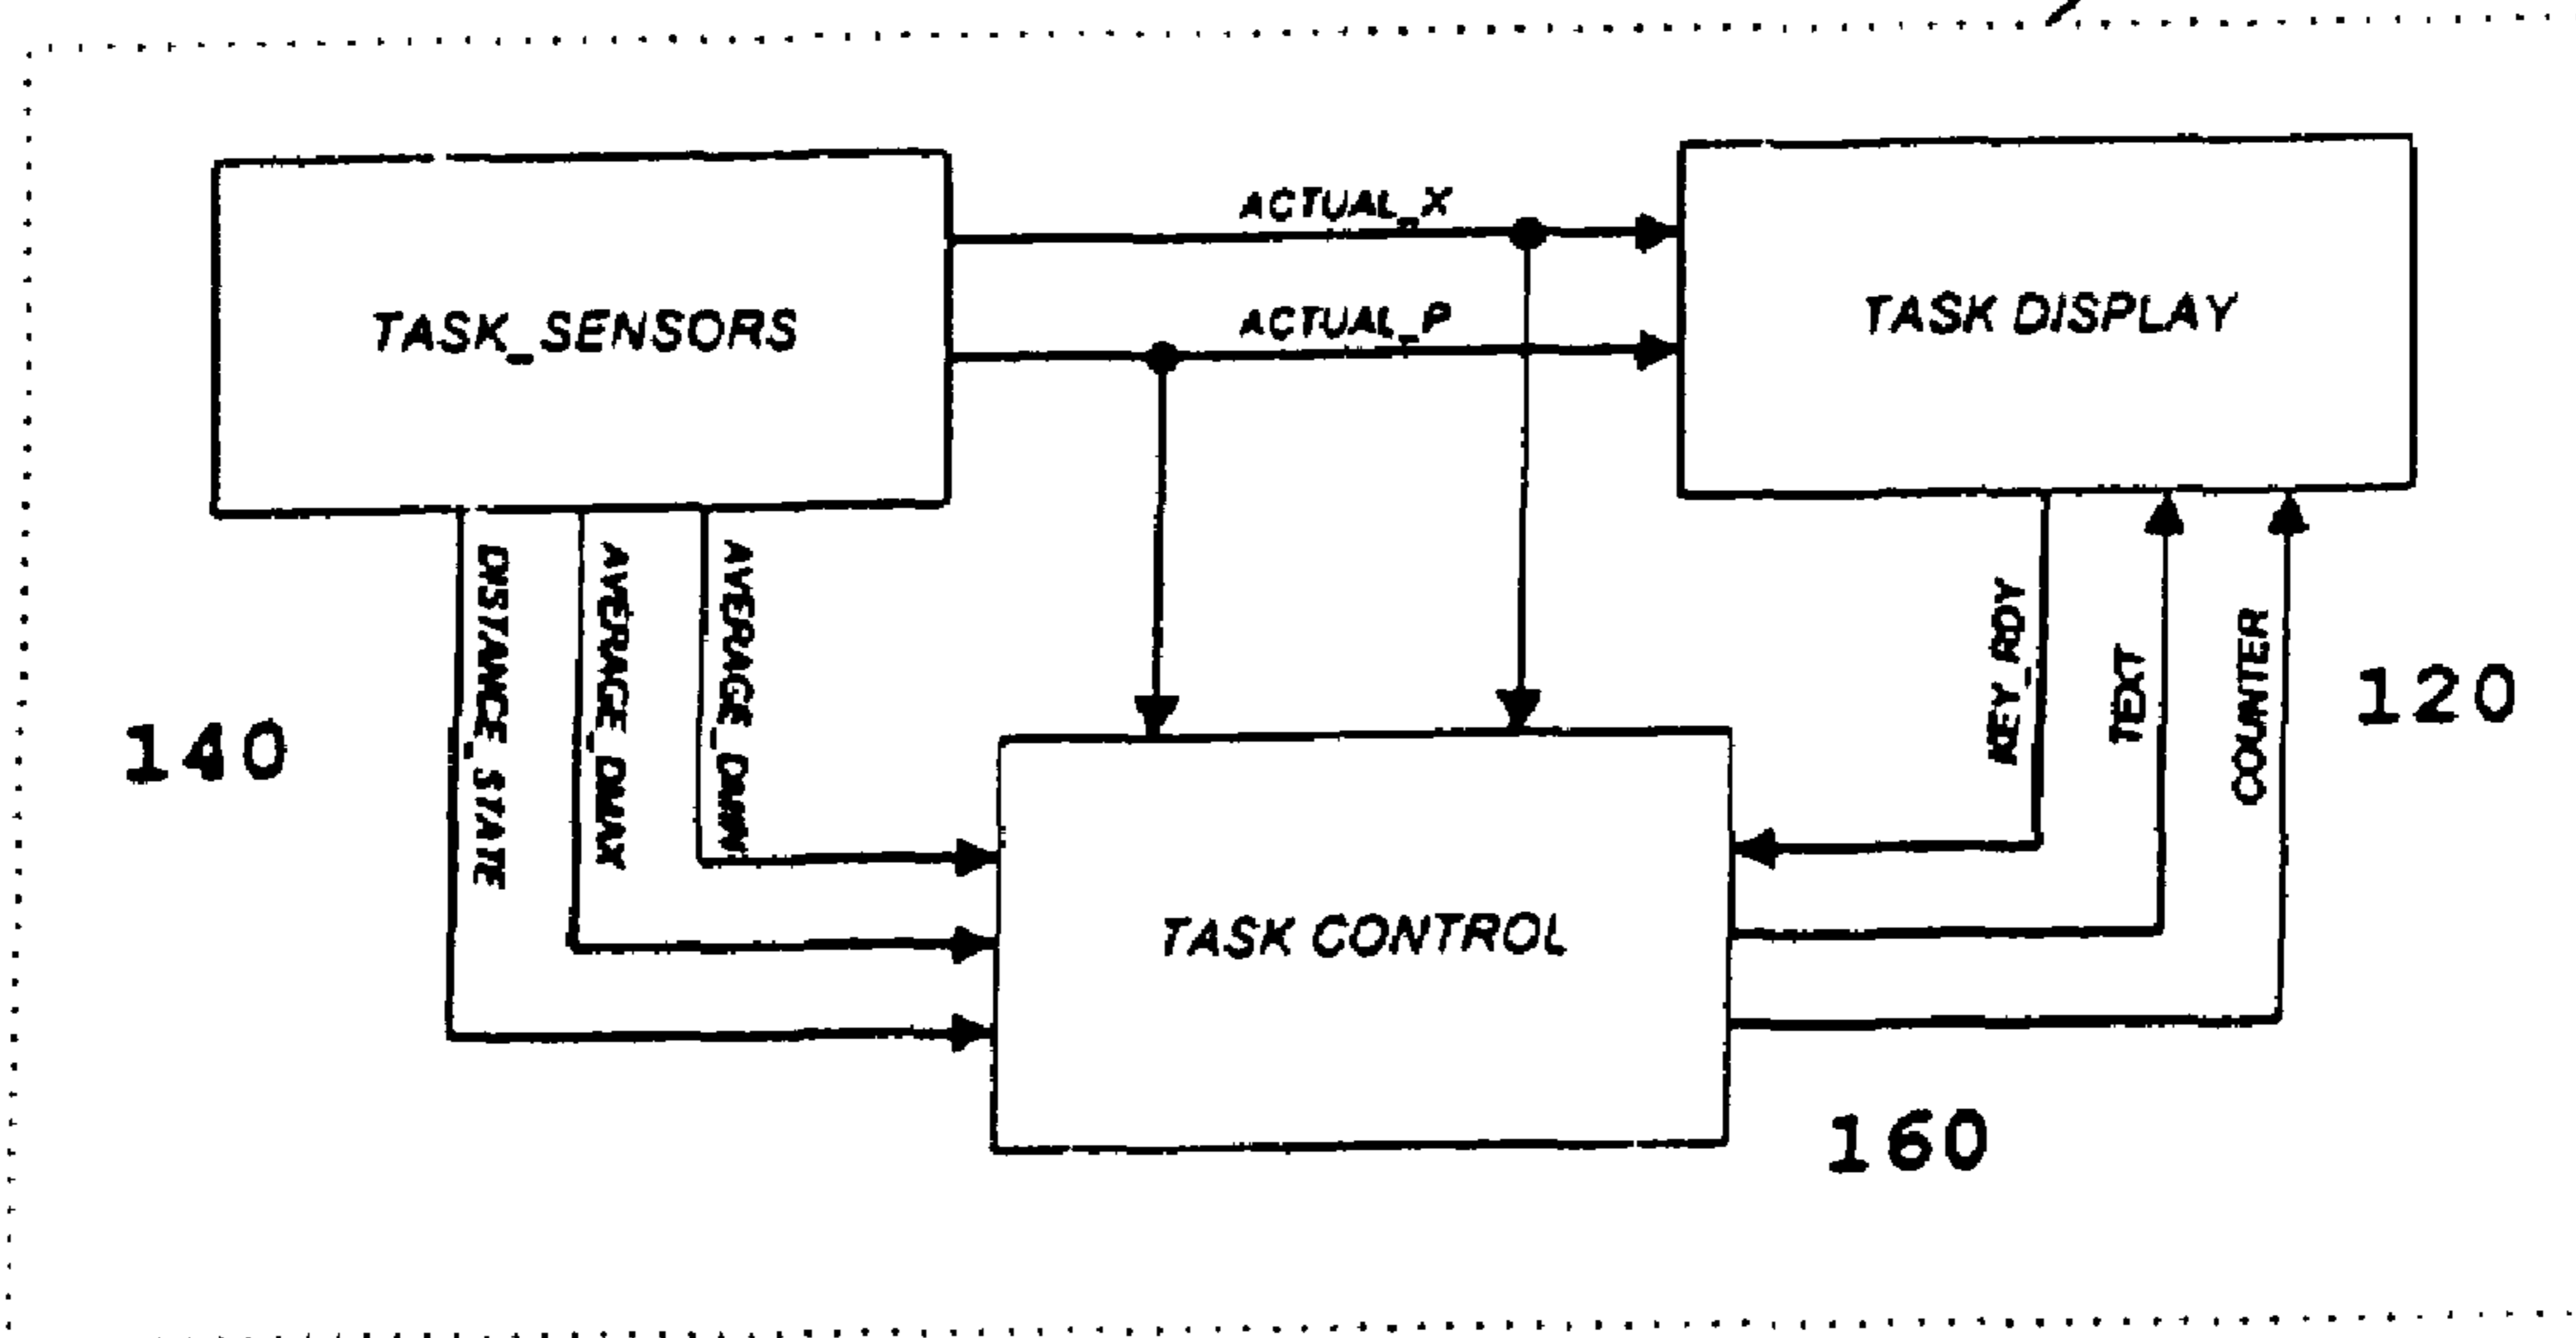 ACTUAL_X
TASK_SENSORS
ACTUAL_P
TASK DISPLAY
DISTANCE_STATE
AVERAGE_DMAX
AVERAGE_DMIN
KEY_RDY
TEXT
COUNTER
140
120
TASK CONTROL
160